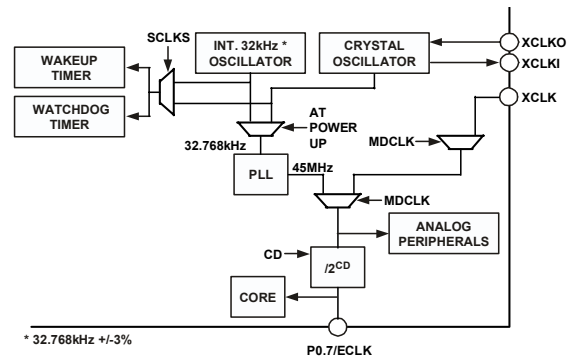 SCLKS
INT. 32kHz *
OSCILLATOR
CRYSTAL
OSCILLATOR
XCLKO
XCLKI
XCLK
WAKEUP
TIMER
WATCHDOG
TIMER
AT
POWER
UP
MDCLK
32.768kHz
PLL
45MHz
MDCLK
ANALOG
PERIPHERALS
CD
/2CD
CORE
* 32.768kHz +/-3%
P0.7/ECLK